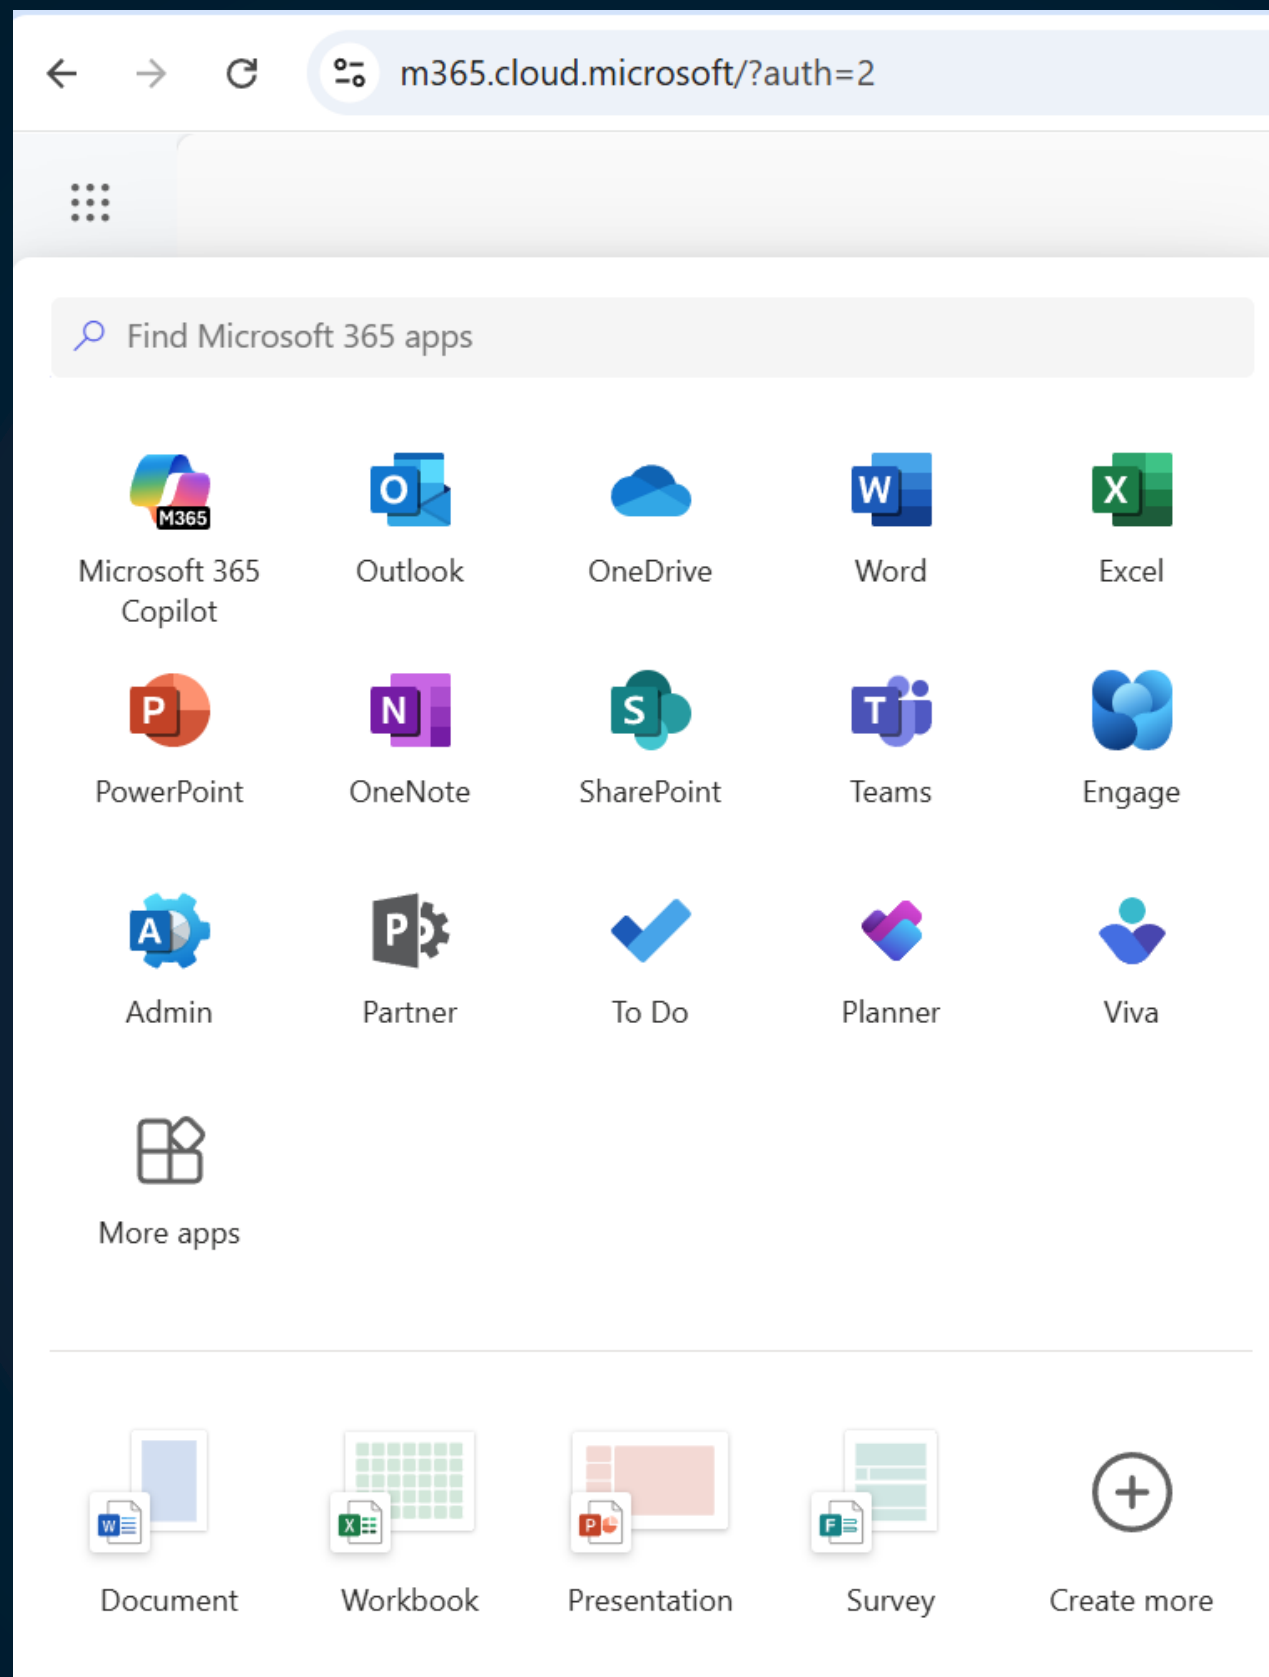 m365.cloud.microsoft/?auth=2
Find Microsoft 365 apps
M365
O
W
X
Microsoft 365
Copilot
Outlook
OneDrive
Word
Excel
P
N
S
T
PowerPoint
OneNote
SharePoint
Teams
Engage
A
P
Admin
Partner
To Do
Planner
Viva
More apps
W
X
P
F
Document
Workbook
Presentation
Survey
Create more